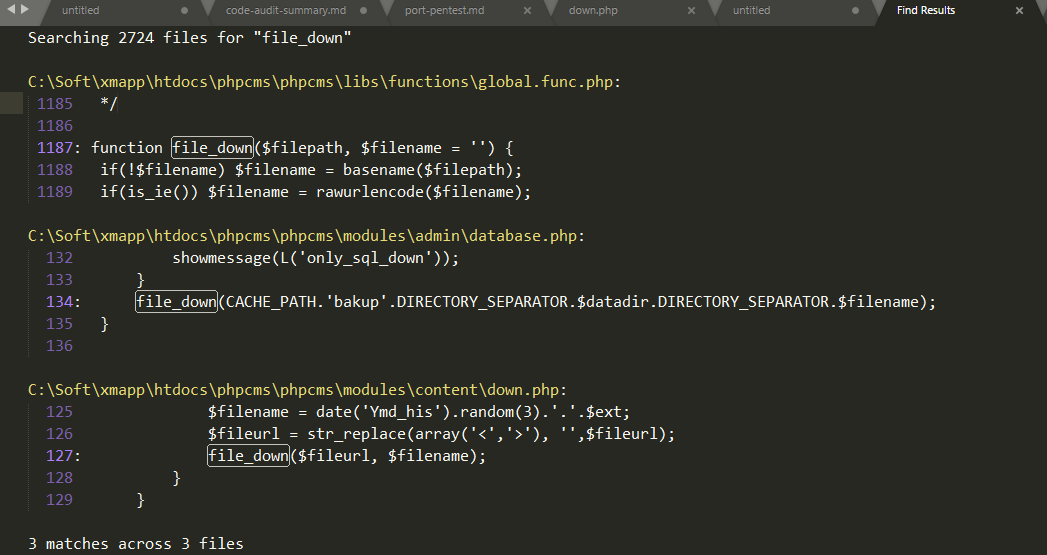 untitled
code-audit-summary.md
port-pentest.md
down.php
untitled
Find Results
Searching 2724 files for "file_down"
C:\Soft\xmapp\htdocs\phpcms\phpcms\libs\functions\global.func.php:
1185 */
1186
1187: function file_down($filepath, $filename = '') {
1188 if(!$filename) $filename = basename($filepath);
1189 if(is_ie()) $filename = rawurlencode($filename);
C:\Soft\xmapp\htdocs\phpcms\phpcms\modules\admin\database.php:
132 showmessage(L('only_sql_down'));
133 }
134: file_down(CACHE_PATH.'bakup'.DIRECTORY_SEPARATOR.$datadir.DIRECTORY_SEPARATOR.$filename);
135 }
136
C:\Soft\xmapp\htdocs\phpcms\phpcms\modules\content\down.php:
125 $filename = date('Ymd_his').random(3).'.'.$ext;
126 $fileurl = str_replace(array('<','>'), '',$fileurl);
127: file_down($fileurl, $filename);
128 }
129 }
3 matches across 3 files